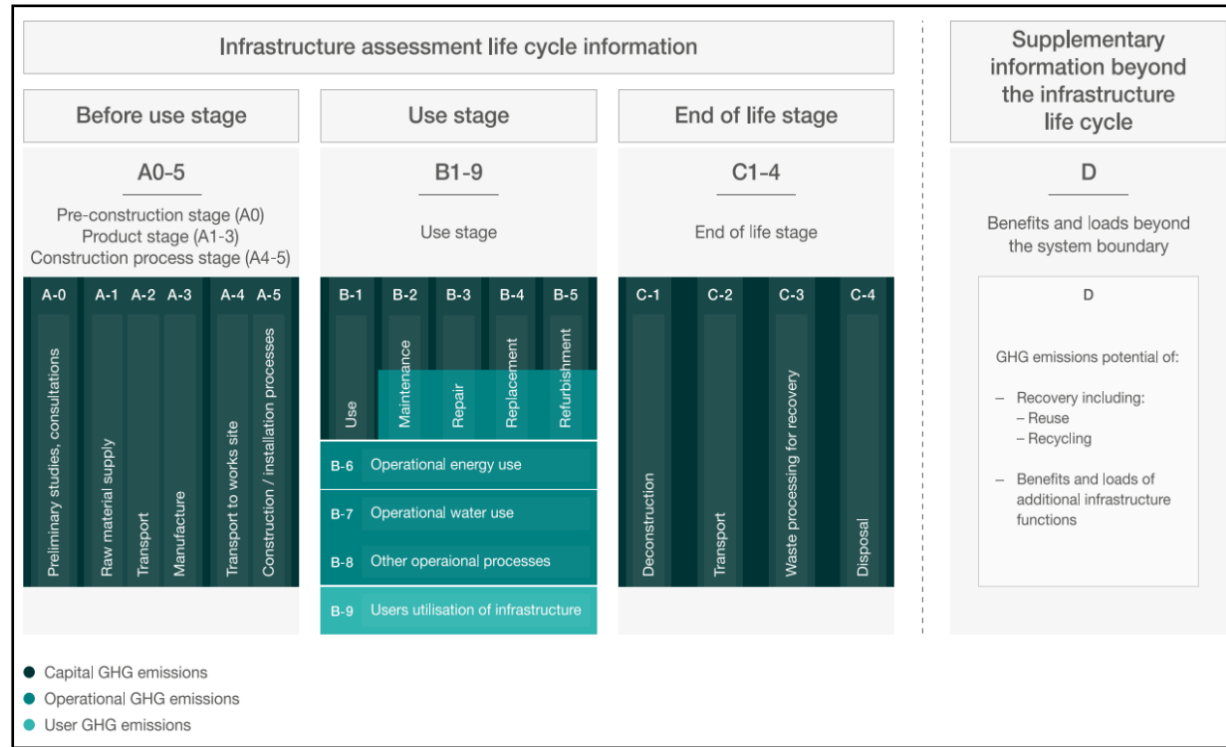 Infrastructure assessment life cycle information
Supplementary
information beyond
the infrastructure
life cycle
Before use stage
Use stage
End of life stage
A0-5
Pre-construction stage (A0)
Product stage (A1-3)
Construction process stage (A4-5)
B1-9
Use stage
C1-4
End of life stage
D
Benefits and loads beyond
the system boundary
A-0
A-1
A-2
A-3
A-4
A-5
Preliminary studies, consultations
Raw material supply
Transport
Manufacture
Transport to works site
Construction / installation processes
B-1
B-2
B-3
B-4
B-5
Use
Maintenance
Repair
Replacement
Refurbishment
B-6 Operational energy use
B-7 Operational water use
B-8 Other operaional processes
B-9 Users utilisation of infrastructure
C-1
C-2
C-3
C-4
Deconstruction
Transport
Waste processing for recovery
Disposal
D
GHG emissions potential of:
– Recovery including:
– Reuse
– Recycling
– Benefits and loads of
additional infrastructure
functions
Capital GHG emissions
Operational GHG emissions
User GHG emissions